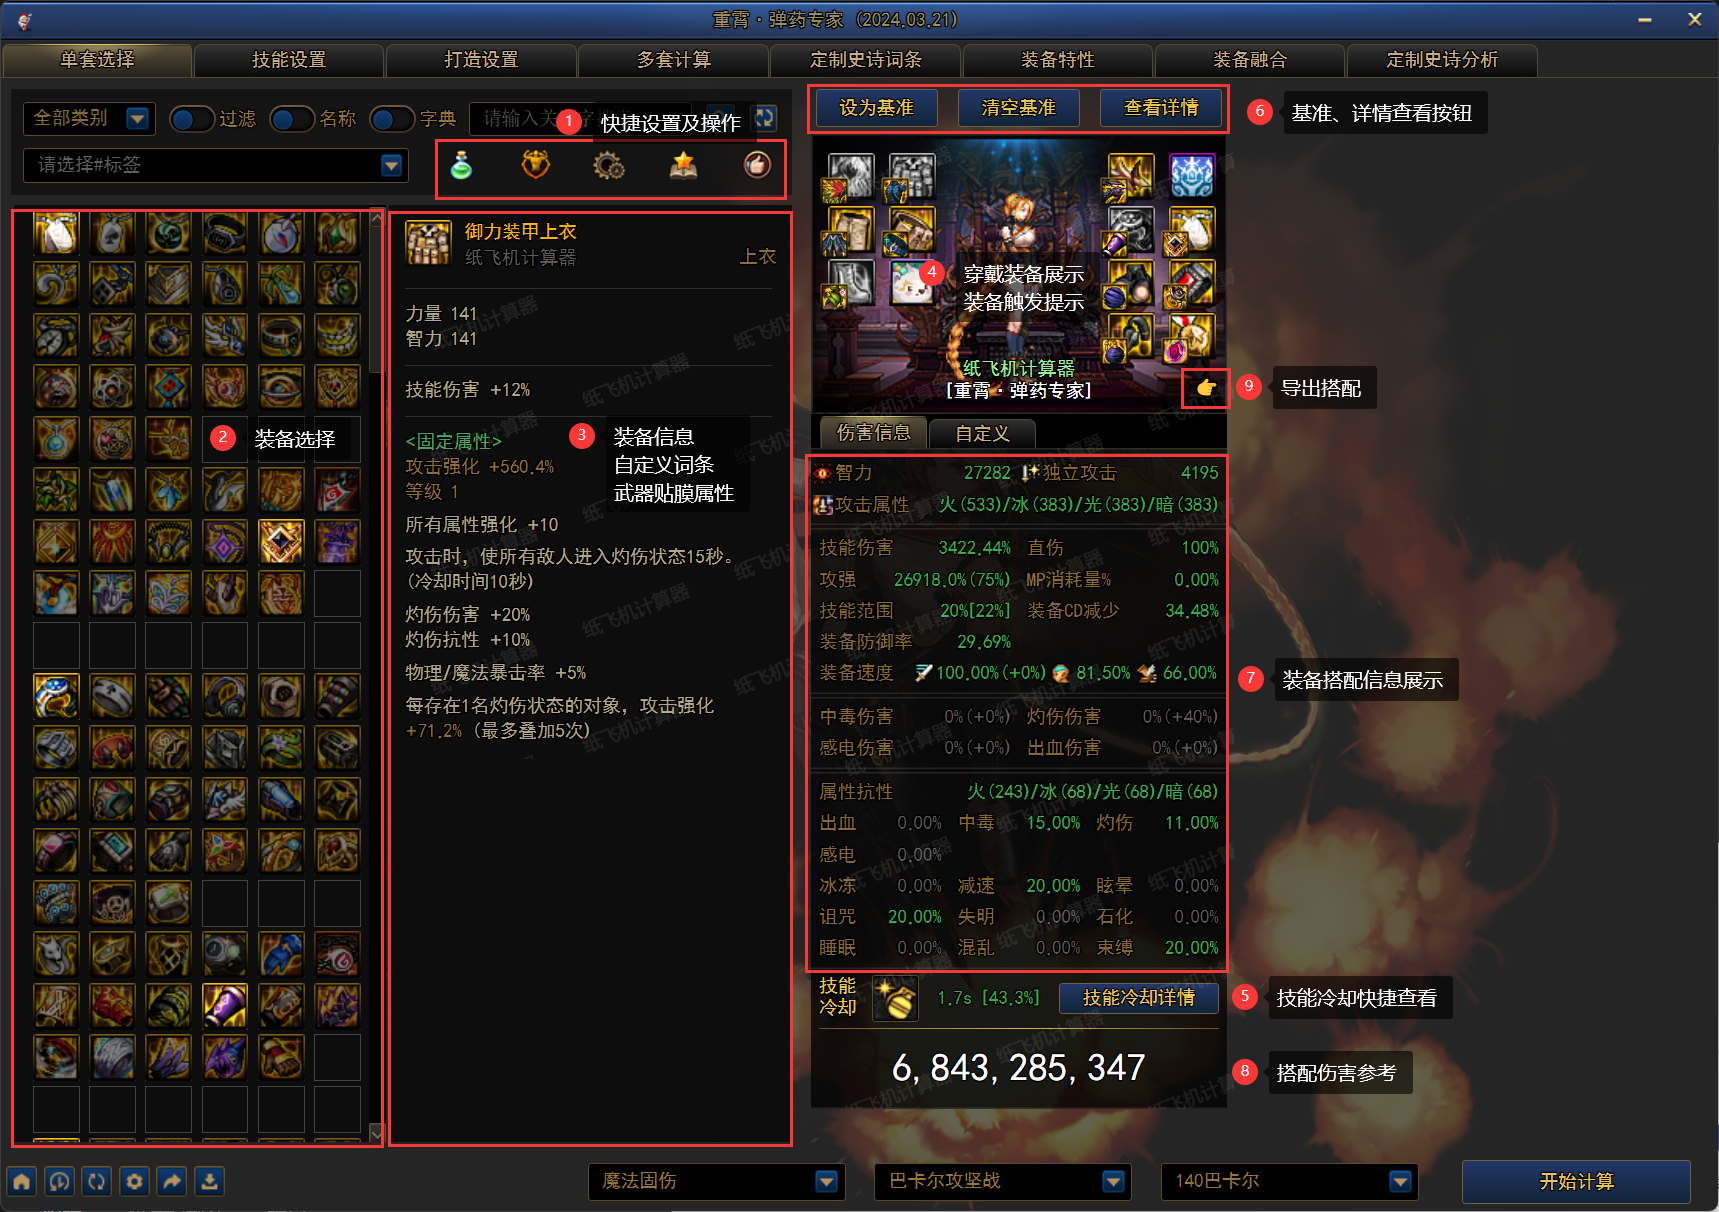 重霄·弹药专家 (2024.03.21)
单套选择
技能设置
打造设置
多套计算
定制史诗词条
装备特性
装备融合
定制史诗分析
全部类别
过滤
名称
字典
请输入关
请选择#标签
1 快捷设置及操作
设为基准
清空基准
查看详情
6 基准、详情查看按钮
2 装备选择
御力装甲上衣
纸飞机计算器
上衣
力量 141
智力 141
技能伤害 +12%
<固定属性>
攻击强化 +560.4%
等级 1
所有属性强化 +10
攻击时，使所有敌人进入灼伤状态15秒。
(冷却时间10秒)
灼伤伤害 +20%
灼伤抗性 +10%
物理/魔法暴击率 +5%
每存在1名灼伤状态的对象，攻击强化
+71.2% (最多叠加5次)
3 装备信息
自定义词条
武器贴膜属性
4 穿戴装备展示
装备触发提示
纸飞机计算器
[重霄·弹药专家]
9 导出搭配
伤害信息
自定义
智力 27282 独立攻击 4195
攻击属性 火(533)/冰(383)/光(383)/暗(383)
技能伤害 3422.44% 直伤 100%
攻强 26918.0%(75%) MP消耗量% 0.00%
技能范围 20%[22%] 装备CD减少 34.48%
装备防御率 29.69%
装备速度 100.00%(+0%) 81.50% 66.00%
7 装备搭配信息展示
中毒伤害 0%(+0%) 灼伤伤害 0%(+40%)
感电伤害 0%(+0%) 出血伤害 0%(+0%)
属性抗性 火(243)/冰(68)/光(68)/暗(68)
出血 0.00% 中毒 15.00% 灼伤 11.00%
感电 0.00%
冰冻 0.00% 减速 20.00% 眩晕 0.00%
诅咒 20.00% 失明 0.00% 石化 0.00%
睡眠 0.00% 混乱 0.00% 束缚 20.00%
技能
冷却
1.7s [43.3%]
技能冷却详情
5 技能冷却快捷查看
6,843,285,347
8 搭配伤害参考
魔法固伤
巴卡尔攻坚战
140巴卡尔
开始计算